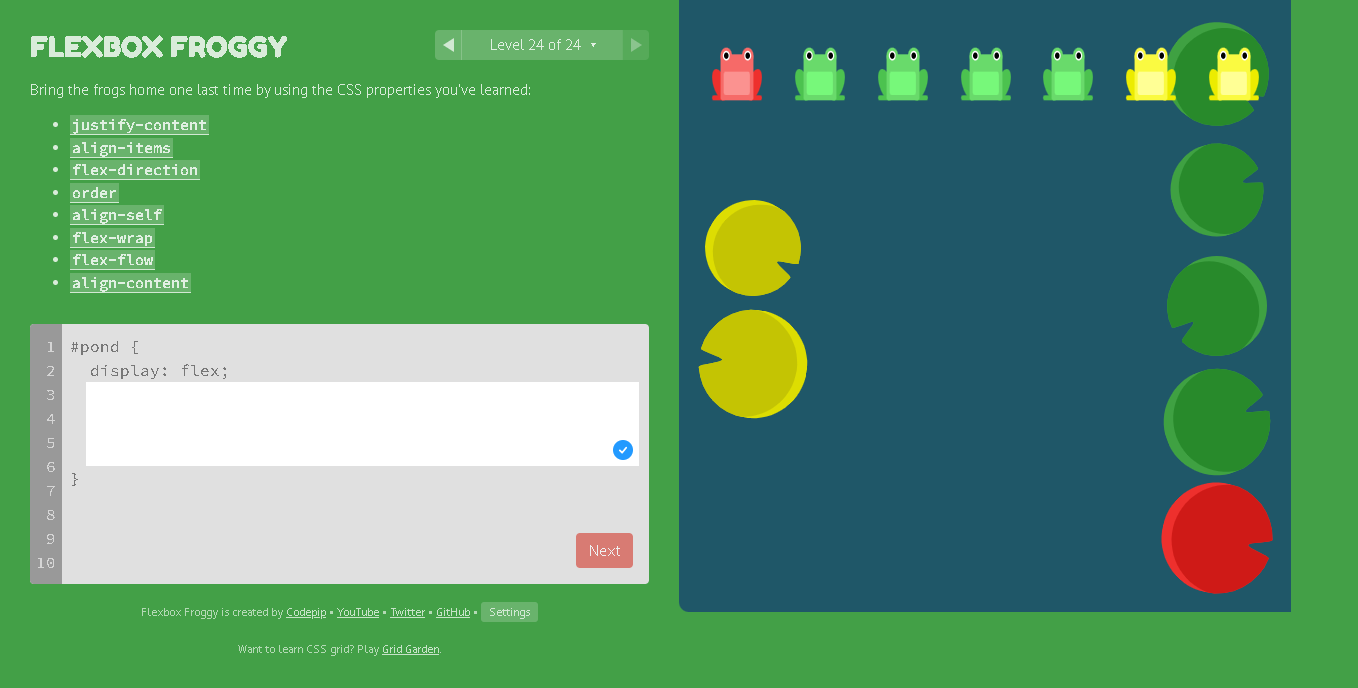 FLEXBOX FROGGY
Level 24 of 24
Bring the frogs home one last time by using the CSS properties you've learned:
justify-content
align-items
flex-direction
order
align-self
flex-wrap
flex-flow
align-content
1 #pond {
2 display: flex;
3
4
5
6
7 }
8
9
10
Next
Flexbox Froggy is created by Codepip • YouTube • Twitter • GitHub • Settings
Want to learn CSS grid? Play Grid Garden.